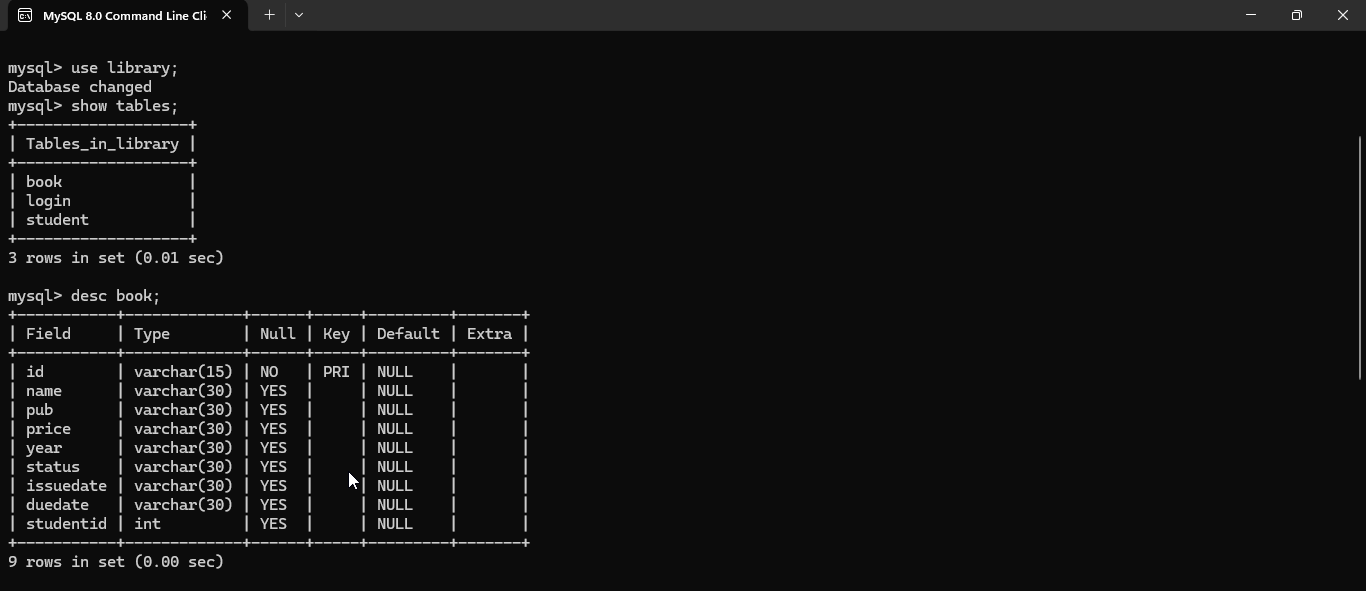 MySQL 8.0 Command Line Cli
mysql> use library;
Database changed
mysql> show tables;
+-------------------+
| Tables_in_library |
+-------------------+
| book              |
| login             |
| student           |
+-------------------+
3 rows in set (0.01 sec)
mysql> desc book;
+-----------+-------------+------+-----+---------+-------+
| Field     | Type        | Null | Key | Default | Extra |
+-----------+-------------+------+-----+---------+-------+
| id        | varchar(15) | NO   | PRI | NULL    |       |
| name      | varchar(30) | YES  |     | NULL    |       |
| pub       | varchar(30) | YES  |     | NULL    |       |
| price     | varchar(30) | YES  |     | NULL    |       |
| year      | varchar(30) | YES  |     | NULL    |       |
| status    | varchar(30) | YES  |     | NULL    |       |
| issuedate | varchar(30) | YES  |     | NULL    |       |
| duedate   | varchar(30) | YES  |     | NULL    |       |
| studentid | int         | YES  |     | NULL    |       |
+-----------+-------------+------+-----+---------+-------+
9 rows in set (0.00 sec)